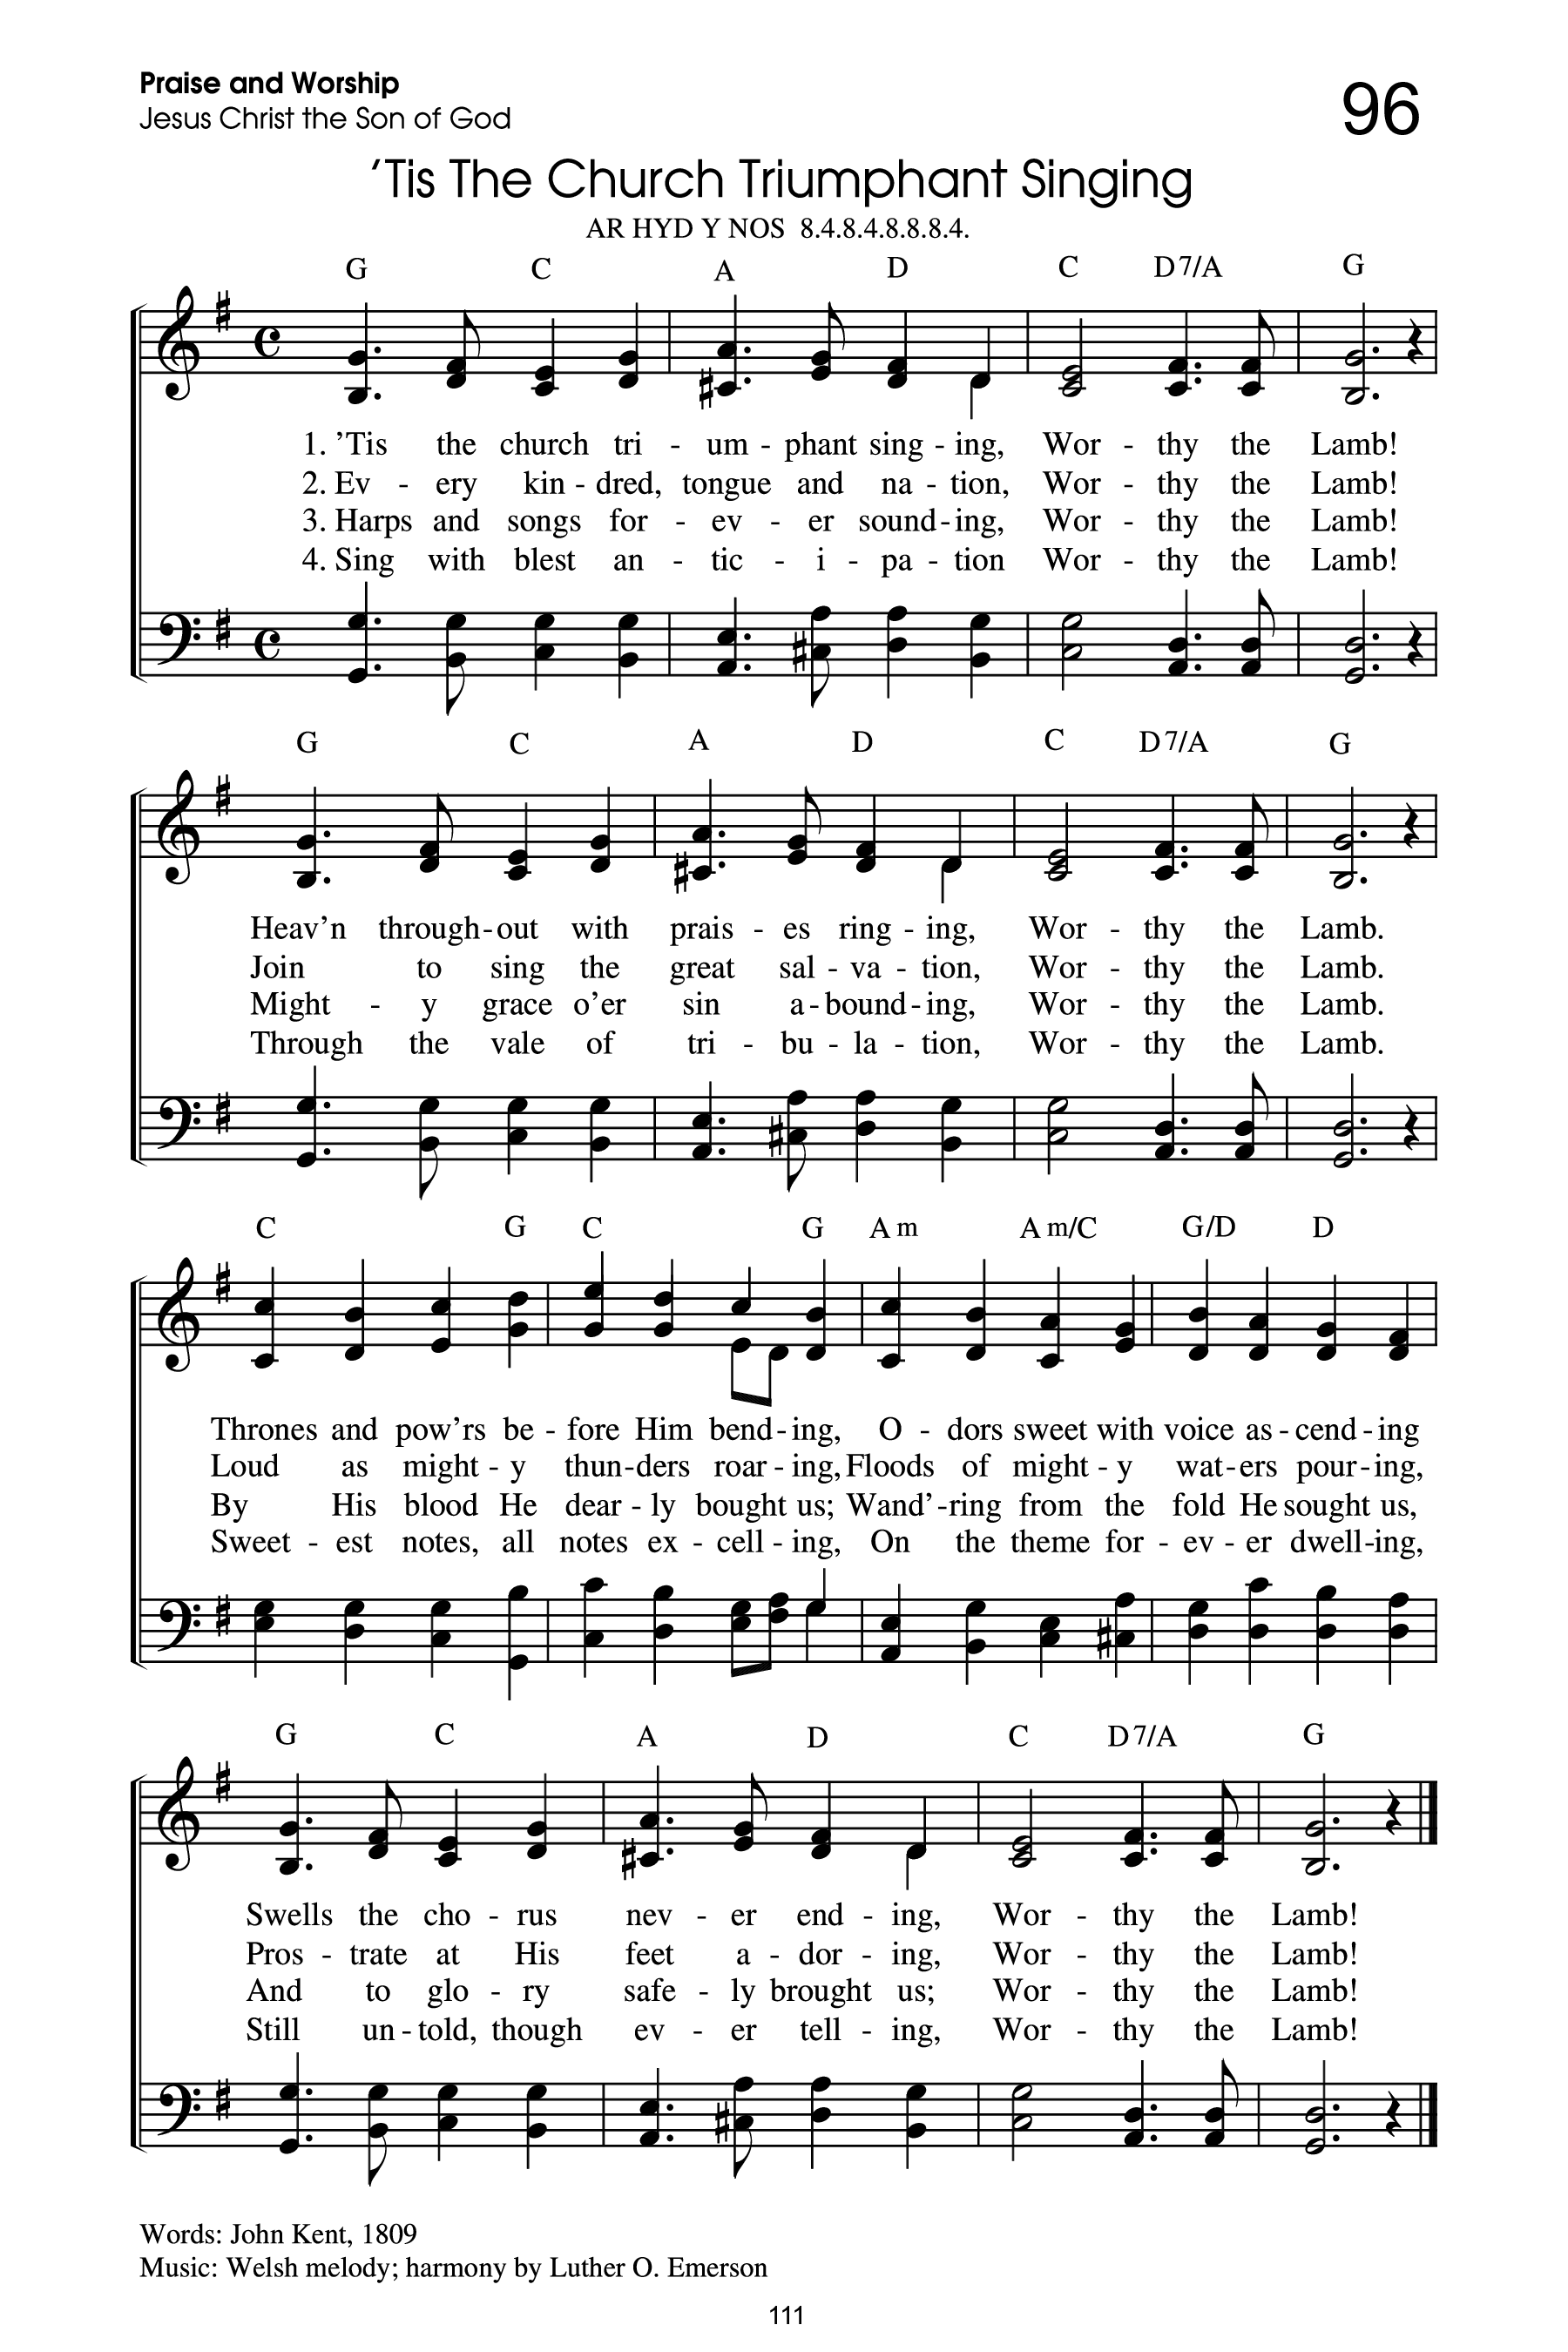 Praise and Worship
Jesus Christ the Son of God
96
’Tis The Church Triumphant Singing
AR HYD Y NOS 8.4.8.4.8.8.8.4.
G C A D C D7/A G
1. ’Tis the church tri - um - phant sing - ing, Wor - thy the Lamb!
2. Ev - ery kin - dred, tongue and na - tion, Wor - thy the Lamb!
3. Harps and songs for - ev - er sound - ing, Wor - thy the Lamb!
4. Sing with blest an - tic - i - pa - tion Wor - thy the Lamb!
G C A D C D7/A G
Heav’n through - out with prais - es ring - ing, Wor - thy the Lamb.
Join to sing the great sal - va - tion, Wor - thy the Lamb.
Might - y grace o’er sin a - bound - ing, Wor - thy the Lamb.
Through the vale of tri - bu - la - tion, Wor - thy the Lamb.
C G C G Am Am/C G/D D
Thrones and pow’rs be - fore Him bend - ing, O - dors sweet with voice as - cend - ing
Loud as might - y thun - ders roar - ing, Floods of might - y wat - ers pour - ing,
By His blood He dear - ly bought us; Wand’ - ring from the fold He sought us,
Sweet - est notes, all notes ex - cell - ing, On the theme for - ev - er dwell - ing,
G C A D C D7/A G
Swells the cho - rus nev - er end - ing, Wor - thy the Lamb!
Pros - trate at His feet a - dor - ing, Wor - thy the Lamb!
And to glo - ry safe - ly brought us; Wor - thy the Lamb!
Still un - told, though ev - er tell - ing, Wor - thy the Lamb!
Words: John Kent, 1809
Music: Welsh melody; harmony by Luther O. Emerson
111